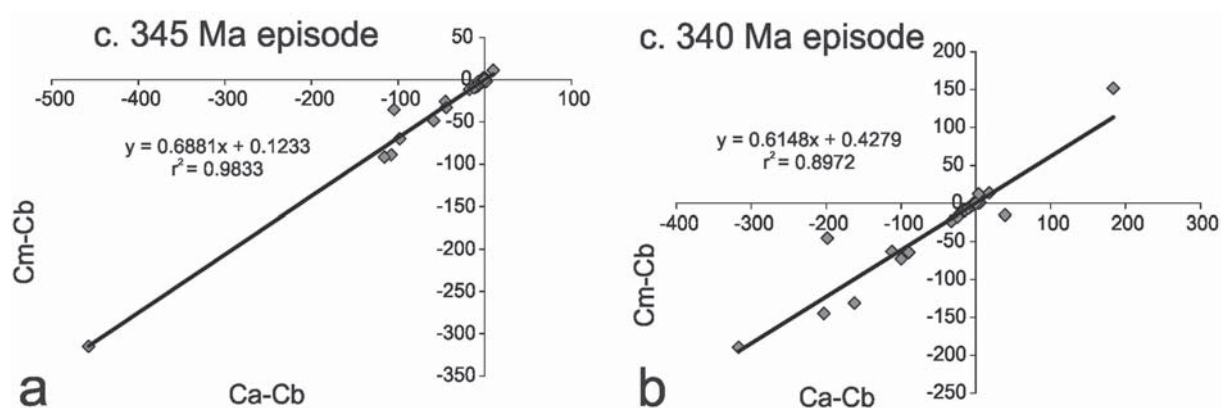 c. 345 Ma episode
50
0
-500 -400 -300 -200 -100 100
-50
-100
-150
-200
-250
-300
-350
y = 0.6881x + 0.1233
r² = 0.9833
Cm-Cb
Ca-Cb
a
c. 340 Ma episode
200
150
100
50
0
-400 -300 -200 -100 0 100 200 300
-50
-100
-150
-200
-250
y = 0.6148x + 0.4279
r² = 0.8972
Cm-Cb
Ca-Cb
b